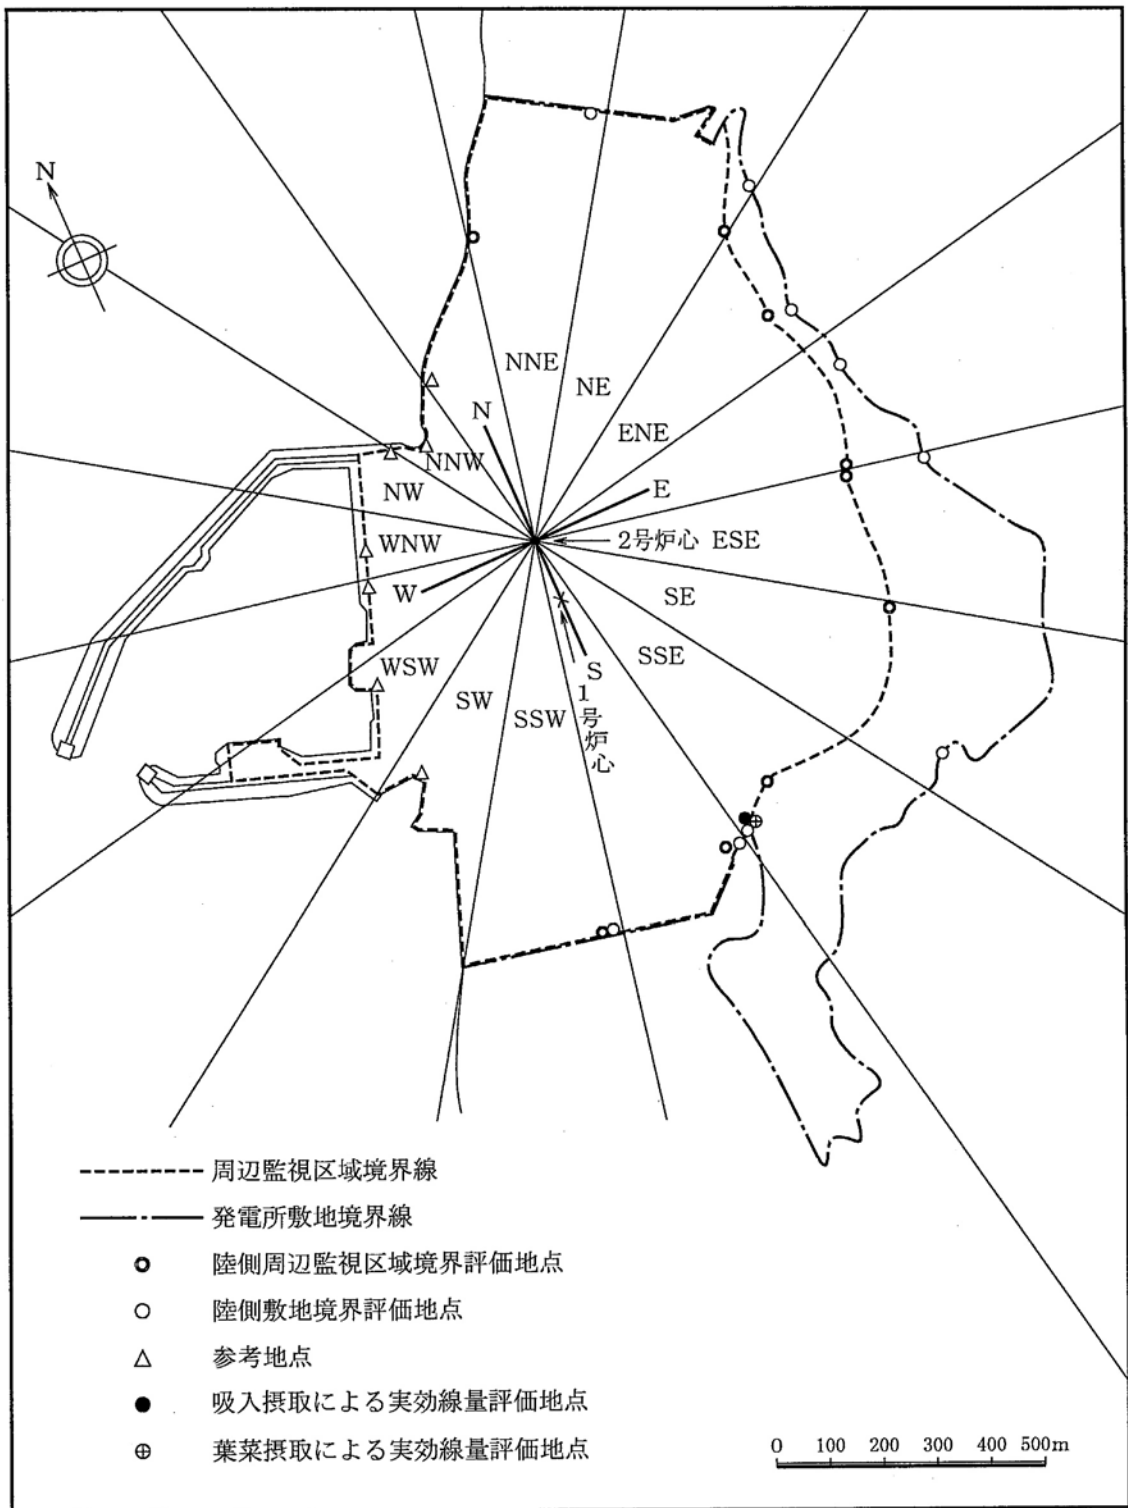 N
NNE
NE
N
ENE
NNW
NW
E
WNW
2号炉心 ESE
W
SE
SSE
WSW
S
SW
SSW
1号炉心
周辺監視区域境界線
発電所敷地境界線
陸側周辺監視区域境界評価地点
陸側敷地境界評価地点
参考地点
吸入摂取による実効線量評価地点
葉菜摂取による実効線量評価地点
0 100 200 300 400 500m